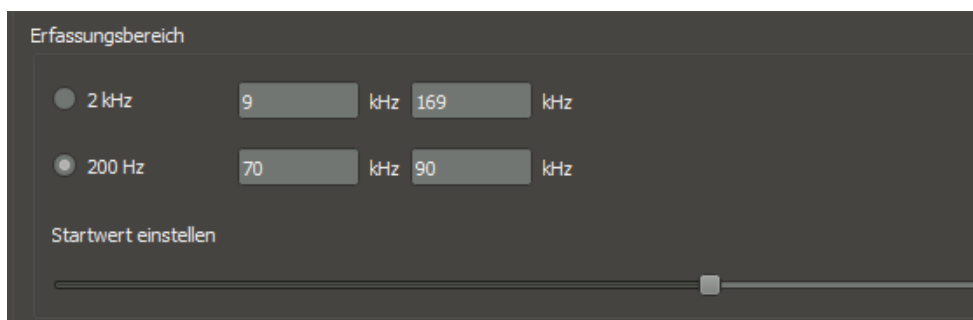 Erfassungsbereich
2 kHz 9 kHz 169 kHz
200 Hz 70 kHz 90 kHz
Startwert einstellen